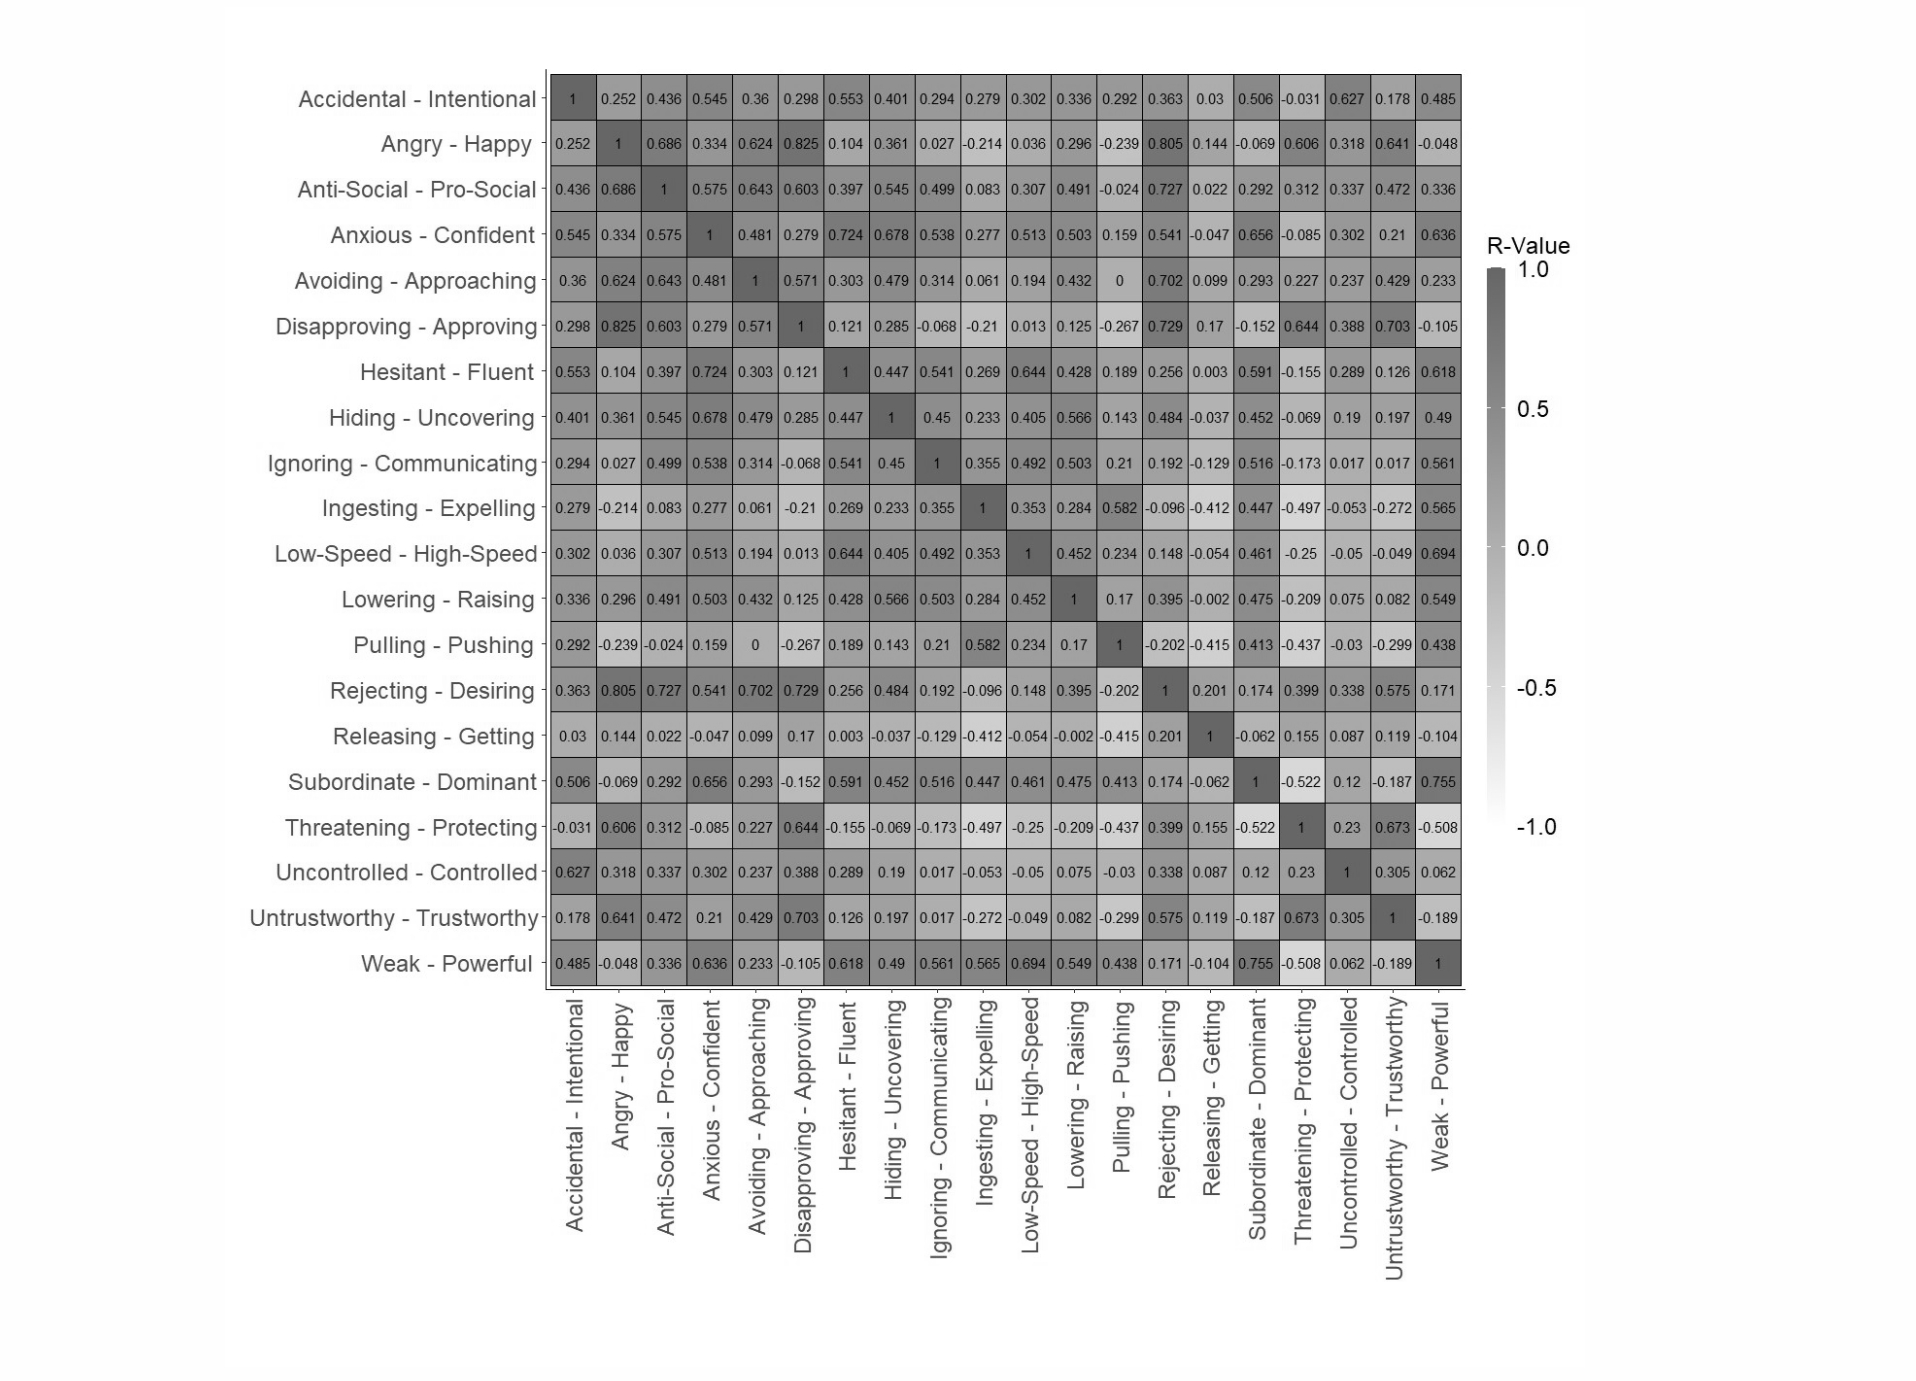 Accidental - Intentional 1 0.252 0.436 0.545 0.36 0.298 0.553 0.401 0.294 0.279 0.302 0.336 0.292 0.363 0.03 0.506 -0.031 0.627 0.178 0.485
Angry - Happy 0.252 1 0.686 0.334 0.624 0.825 0.104 0.361 0.027 -0.214 0.036 0.296 -0.239 0.805 0.144 -0.069 0.606 0.318 0.641 -0.048
Anti-Social - Pro-Social 0.436 0.686 1 0.575 0.643 0.603 0.397 0.545 0.499 0.083 0.307 0.491 -0.024 0.727 0.022 0.292 0.312 0.337 0.472 0.336
Anxious - Confident 0.545 0.334 0.575 1 0.481 0.279 0.724 0.678 0.538 0.277 0.513 0.503 0.159 0.541 -0.047 0.656 -0.085 0.302 0.21 0.636
R-Value
Avoiding - Approaching 0.36 0.624 0.643 0.481 1 0.571 0.303 0.479 0.314 0.061 0.194 0.432 0 0.702 0.099 0.293 0.227 0.237 0.429 0.233
1.0
Disapproving - Approving 0.298 0.825 0.603 0.279 0.571 1 0.121 0.285 -0.068 -0.21 0.013 0.125 -0.267 0.729 0.17 -0.152 0.644 0.388 0.703 -0.105
Hesitant - Fluent 0.553 0.104 0.397 0.724 0.303 0.121 1 0.447 0.541 0.269 0.644 0.428 0.189 0.256 0.003 0.591 -0.155 0.289 0.126 0.618
Hiding - Uncovering 0.401 0.361 0.545 0.678 0.479 0.285 0.447 1 0.45 0.233 0.405 0.566 0.143 0.484 -0.037 0.452 -0.069 0.19 0.197 0.49
0.5
Ignoring - Communicating 0.294 0.027 0.499 0.538 0.314 -0.068 0.541 0.45 1 0.355 0.492 0.503 0.21 0.192 -0.129 0.516 -0.173 0.017 0.017 0.561
Ingesting - Expelling 0.279 -0.214 0.083 0.277 0.061 -0.21 0.269 0.233 0.355 1 0.353 0.284 0.582 -0.096 -0.412 0.447 -0.497 -0.053 -0.272 0.565
Low-Speed - High-Speed 0.302 0.036 0.307 0.513 0.194 0.013 0.644 0.405 0.492 0.353 1 0.452 0.234 0.148 -0.054 0.461 -0.25 -0.05 -0.049 0.694
0.0
Lowering - Raising 0.336 0.296 0.491 0.503 0.432 0.125 0.428 0.566 0.503 0.284 0.452 1 0.17 0.395 -0.002 0.475 -0.209 0.075 0.082 0.549
Pulling - Pushing 0.292 -0.239 -0.024 0.159 0 -0.267 0.189 0.143 0.21 0.582 0.234 0.17 1 -0.202 -0.415 0.413 -0.437 -0.03 -0.299 0.438
Rejecting - Desiring 0.363 0.805 0.727 0.541 0.702 0.729 0.256 0.484 0.192 -0.096 0.148 0.395 -0.202 1 0.201 0.174 0.399 0.338 0.575 0.171
-0.5
Releasing - Getting 0.03 0.144 0.022 -0.047 0.099 0.17 0.003 -0.037 -0.129 -0.412 -0.054 -0.002 -0.415 0.201 1 -0.062 0.155 0.087 0.119 -0.104
Subordinate - Dominant 0.506 -0.069 0.292 0.656 0.293 -0.152 0.591 0.452 0.516 0.447 0.461 0.475 0.413 0.174 -0.062 1 -0.522 0.12 -0.187 0.755
Threatening - Protecting -0.031 0.606 0.312 -0.085 0.227 0.644 -0.155 -0.069 -0.173 -0.497 -0.25 -0.209 -0.437 0.399 0.155 -0.522 1 0.23 0.673 -0.508
-1.0
Uncontrolled - Controlled 0.627 0.318 0.337 0.302 0.237 0.388 0.289 0.19 0.017 -0.053 -0.05 0.075 -0.03 0.338 0.087 0.12 0.23 1 0.305 0.062
Untrustworthy - Trustworthy 0.178 0.641 0.472 0.21 0.429 0.703 0.126 0.197 0.017 -0.272 -0.049 0.082 -0.299 0.575 0.119 -0.187 0.673 0.305 1 -0.189
Weak - Powerful 0.485 -0.048 0.336 0.636 0.233 -0.105 0.618 0.49 0.561 0.565 0.694 0.549 0.438 0.171 -0.104 0.755 -0.508 0.062 -0.189 1
Accidental - Intentional
Angry - Happy
Anti-Social - Pro-Social
Anxious - Confident
Avoiding - Approaching
Disapproving - Approving
Hesitant - Fluent
Hiding - Uncovering
Ignoring - Communicating
Ingesting - Expelling
Low-Speed - High-Speed
Lowering - Raising
Pulling - Pushing
Rejecting - Desiring
Releasing - Getting
Subordinate - Dominant
Threatening - Protecting
Uncontrolled - Controlled
Untrustworthy - Trustworthy
Weak - Powerful